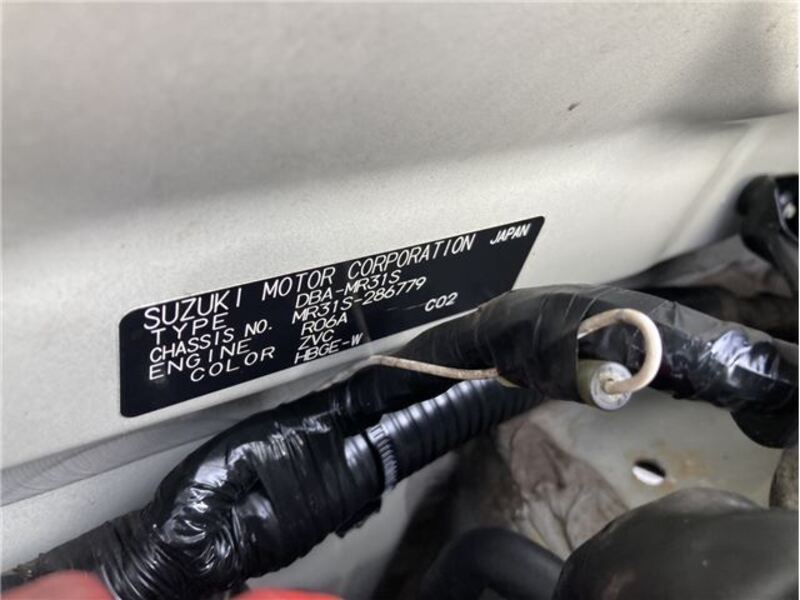 SUZUKI MOTOR CORPORATION JAPAN
TYPE DBA-MR31S
CHASSIS NO. MR31S-286779
ENGINE R06A C02
COLOR ZVC
HBGE-W